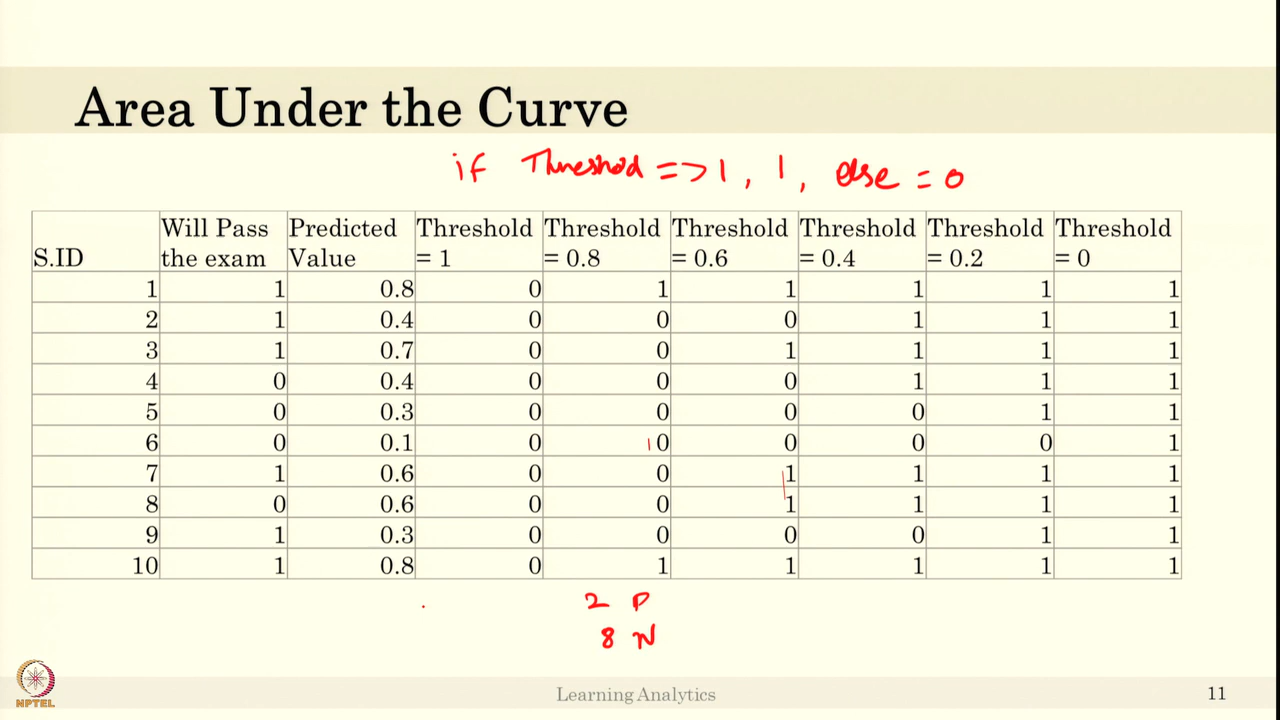 Area Under the Curve
if Threshold => 1, 1, else = 0
S.ID Will Pass the exam Predicted Value Threshold = 1 Threshold = 0.8 Threshold = 0.6 Threshold = 0.4 Threshold = 0.2 Threshold = 0
1 1 0.8 0 1 1 1 1 1
2 1 0.4 0 0 0 1 1 1
3 1 0.7 0 0 1 1 1 1
4 0 0.4 0 0 0 1 1 1
5 0 0.3 0 0 0 0 1 1
6 0 0.1 0 0 0 0 0 1
7 1 0.6 0 0 1 1 1 1
8 0 0.6 0 0 1 1 1 1
9 1 0.3 0 0 0 0 1 1
10 1 0.8 0 1 1 1 1 1
2 P
8 N
NPTEL
Learning Analytics
11